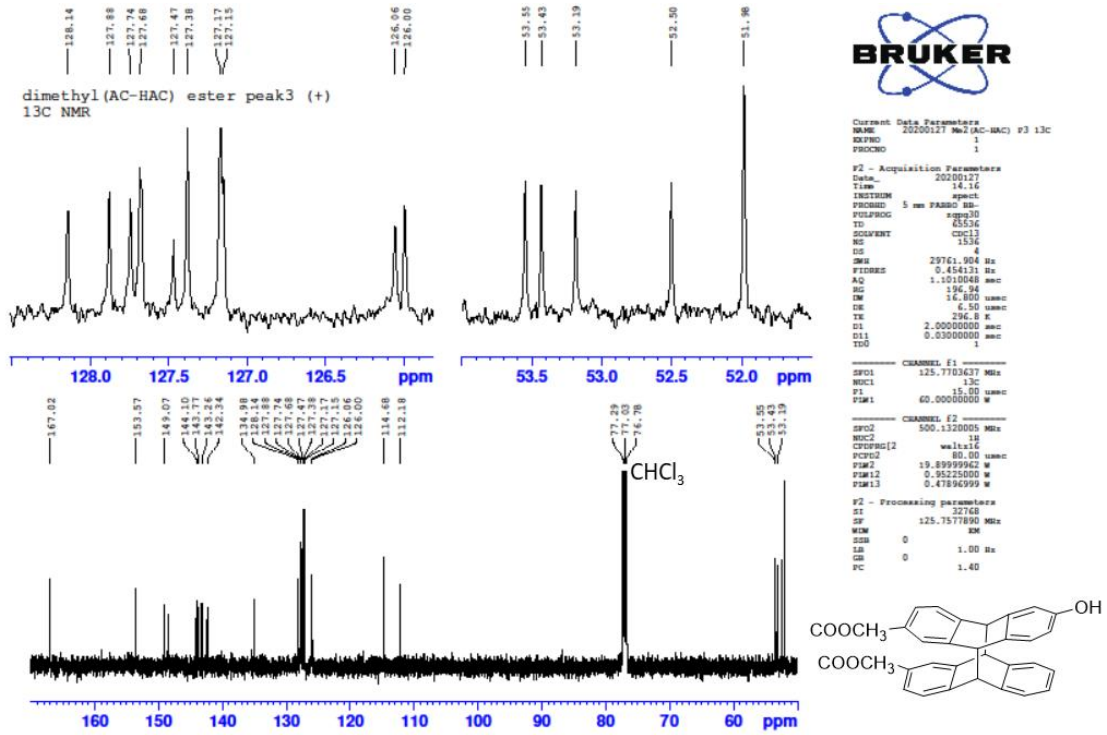 128.14
127.88
127.74
127.68
127.47
127.38
127.17
127.15
126.06
126.00
53.55
53.43
53.19
52.50
51.98
dimethyl(AC-HAC) ester peak3 (+)
13C NMR
128.0 127.5 127.0 126.5 ppm
53.5 53.0 52.5 52.0 ppm
167.02
153.57
149.07
144.10
143.77
143.26
142.34
134.98
128.14
127.88
127.74
127.68
127.47
127.38
127.17
127.15
126.06
126.00
114.68
112.18
77.29
77.03
76.78
53.55
53.43
53.19
CHCl3
160 150 140 130 120 110 100 90 80 70 60 ppm
BRUKER
Current Data Parameters
NAME 20200127 Me2(AC-HAC) P3 13C
EXPNO 1
PROCNO 1
F2 - Acquisition Parameters
Date_ 20200127
Time 14.16
INSTRUM spect
PROBHD 5 mm PABBO BB-
PULPROG zgpg30
TD 65536
SOLVENT CDCl3
NS 1536
DS 4
SWH 29761.904 Hz
FIDRES 0.454131 Hz
AQ 1.1010048 sec
RG 196.94
DW 16.800 usec
DE 6.50 usec
TE 296.8 K
D1 2.00000000 sec
D11 0.03000000 sec
TD0 1
======== CHANNEL f1 ========
SFO1 125.7703637 MHz
NUC1 13C
P1 15.00 usec
PLW1 60.00000000 W
======== CHANNEL f2 ========
SFO2 500.1320005 MHz
NUC2 1H
CPDPRG[2 waltz16
PCPD2 80.00 usec
PLW2 19.89999962 W
PLW12 0.95225000 W
PLW13 0.47896999 W
F2 - Processing parameters
SI 32768
SF 125.7577890 MHz
WDW EM
SSB 0
LB 1.00 Hz
GB 0
PC 1.40
OH
COOCH3
COOCH3